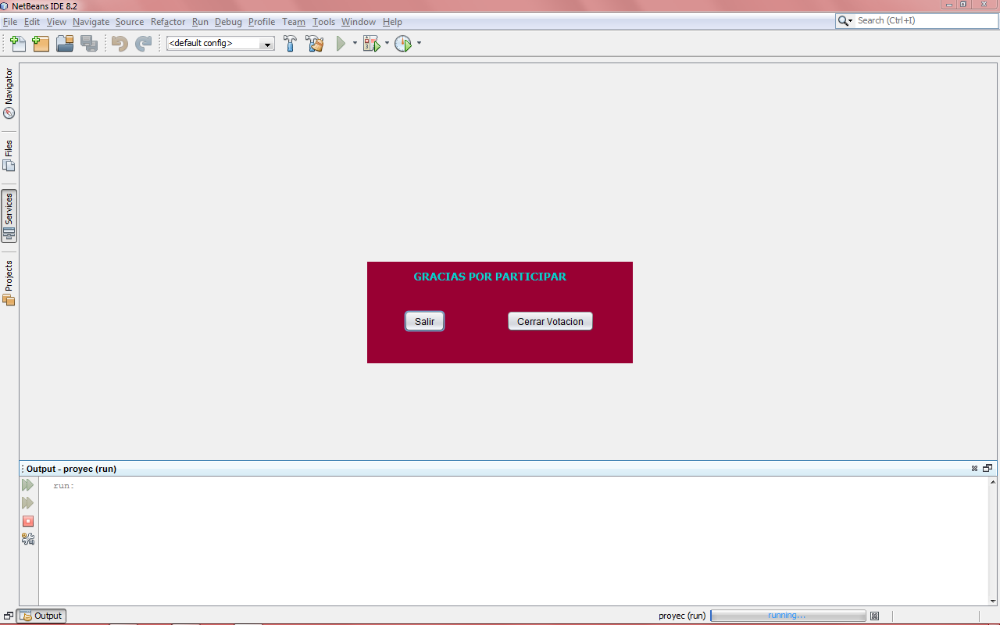 NetBeans IDE 8.2
File Edit View Navigate Source Refactor Run Debug Profile Team Tools Window Help
Search (Ctrl+I)
<default config>
Navigator
Files
Services
Projects
GRACIAS POR PARTICIPAR
Salir
Cerrar Votacion
Output - proyec (run)
run:
Output
proyec (run)
running...